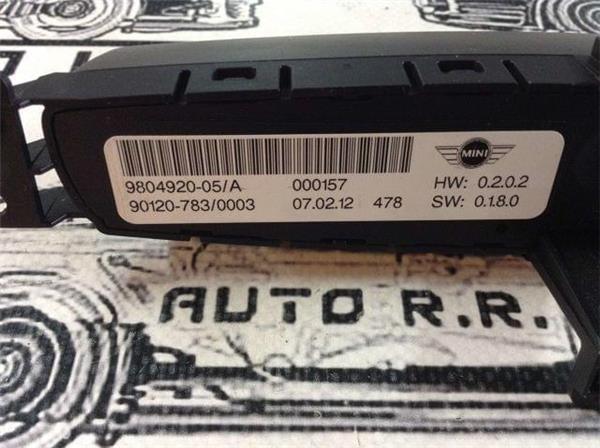 MINI
9804920-05/A 000157 HW: 0.2.0.2
90120-783/0003 07.02.12 478 SW: 0.1.8.0
AUTO R.R.